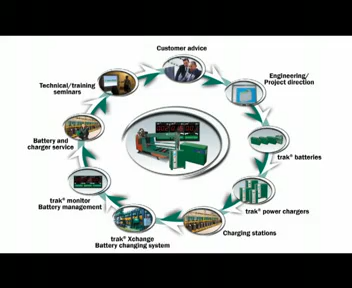 Customer advice
Engineering/
Project direction
Technical/training
seminars
Battery and
charger service
trak® batteries
trak® monitor
Battery management
trak® power chargers
trak® Xchange
Battery changing system
Charging stations